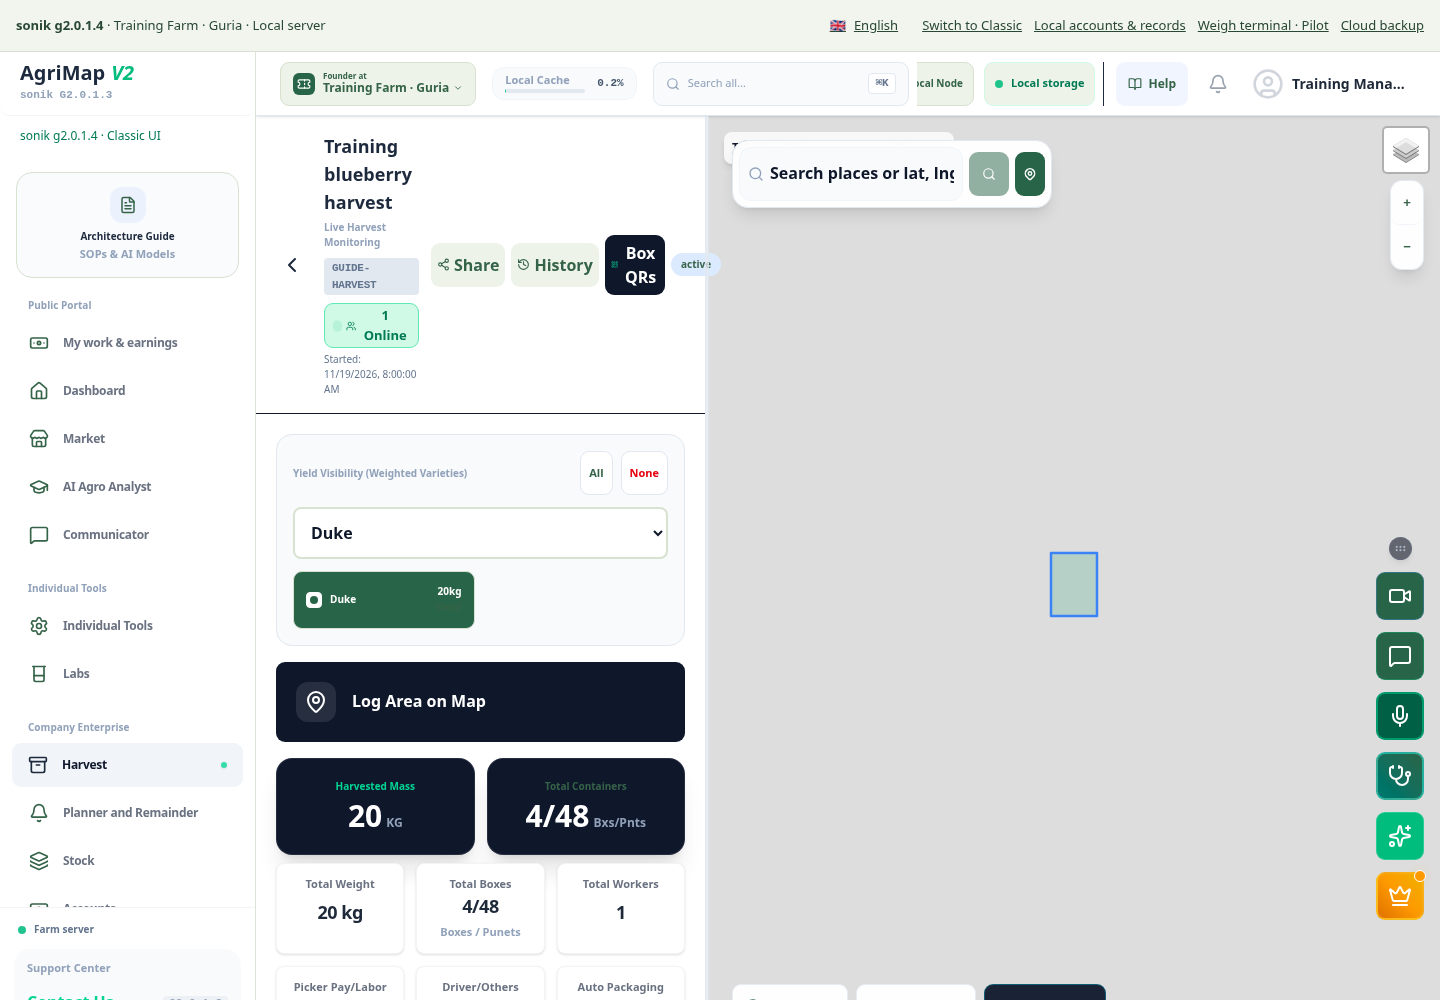 sonik g2.0.1.4 · Training Farm · Guria · Local server
English
Switch to Classic
Local accounts & records
Weigh terminal · Pilot
Cloud backup
AgriMap V2
sonik G2.0.1.3
sonik g2.0.1.4 · Classic UI
Founder at
Training Farm · Guria
Local Cache
0.2%
Search all...
⌘K
Node
Local storage
Help
Training Mana...
Architecture Guide
SOPs & AI Models
Public Portal
My work & earnings
Dashboard
Market
AI Agro Analyst
Communicator
Individual Tools
Individual Tools
Labs
Company Enterprise
Harvest
Planner and Remainder
Stock
Accounts
Farm server
Support Center
Contact Us
Training
blueberry
harvest
Live Harvest
Monitoring
GUIDE-
HARVEST
1
Online
Started:
11/19/2026, 8:00:00
AM
Share
History
Box
QRs
active
Yield Visibility (Weighted Varieties)
All
None
Duke
Duke
20kg
Log Area on Map
Harvested Mass
20 KG
Total Containers
4/48 Bxs/Pnts
Total Weight
20 kg
Total Boxes
4/48
Boxes / Punets
Total Workers
1
Picker Pay/Labor
Driver/Others
Auto Packaging
Search places or lat, lng
+
−